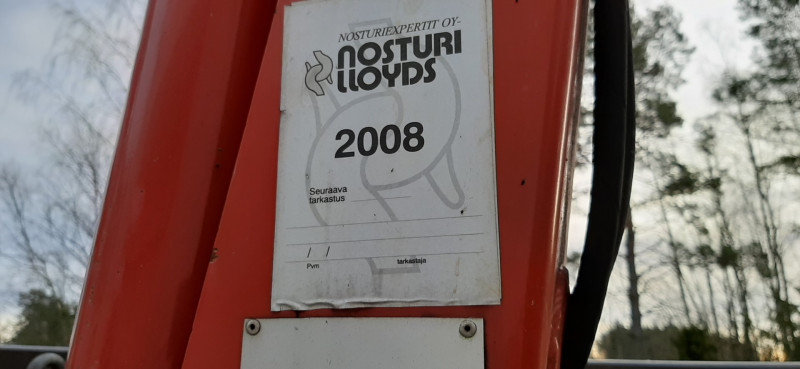 NOSTURIEXPERTIT OY-
NOSTURI
LLOYDS
2008
Seuraava
tarkastus
/ /
Pvm tarkastaja